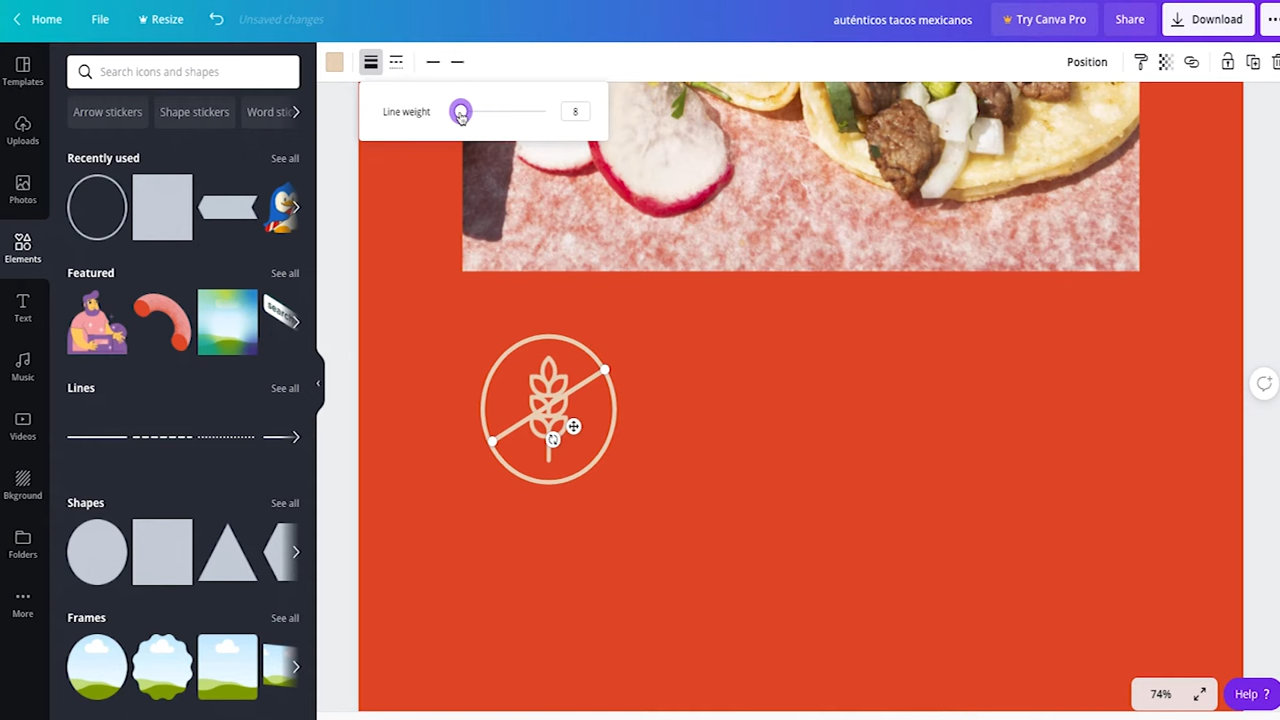 Home
File
Resize
Unsaved changes
auténticos tacos mexicanos
Try Canva Pro
Share
Download
Templates
Uploads
Photos
Elements
Text
Music
Videos
Bkground
Folders
More
Search icons and shapes
Arrow stickers
Shape stickers
Word
Recently used
See all
Featured
See all
search
Lines
See all
Shapes
See all
Frames
See all
Position
Line weight
8
74%
Help ?